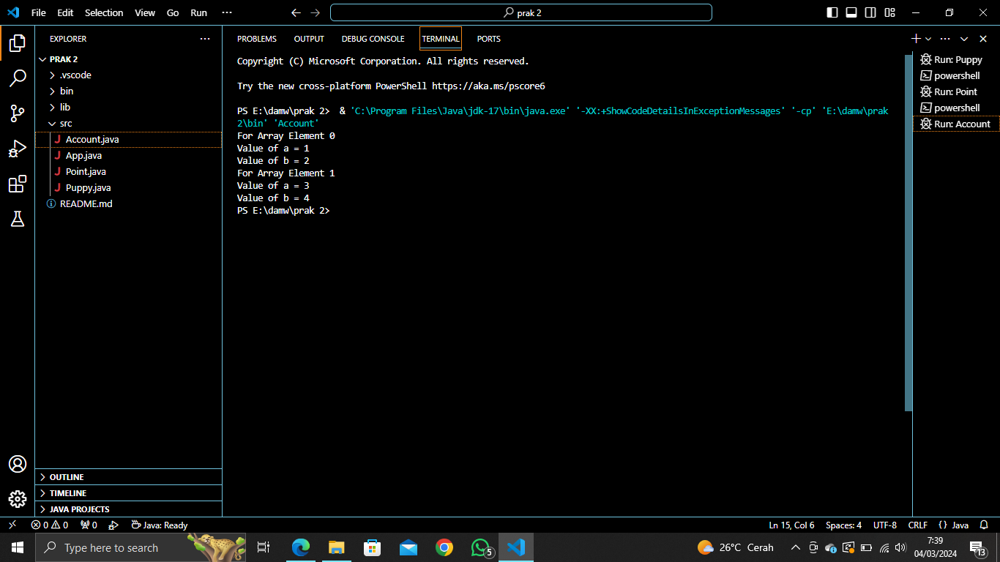 File Edit Selection View Go Run ··· prak 2
EXPLORER ···
PRAK 2
.vscode
bin
lib
src
J Account.java
J App.java
J Point.java
J Puppy.java
README.md
OUTLINE
TIMELINE
JAVA PROJECTS
PROBLEMS OUTPUT DEBUG CONSOLE TERMINAL PORTS
Copyright (C) Microsoft Corporation. All rights reserved.
Try the new cross-platform PowerShell https://aka.ms/pscore6
PS E:\damw\prak 2>  & 'C:\Program Files\Java\jdk-17\bin\java.exe' '-XX:+ShowCodeDetailsInExceptionMessages' '-cp' 'E:\damw\prak
2\bin' 'Account'
For Array Element 0
Value of a = 1
Value of b = 2
For Array Element 1
Value of a = 3
Value of b = 4
PS E:\damw\prak 2>
Run: Puppy
powershell
Run: Point
powershell
Run: Account
0 0 0 Java: Ready Ln 15, Col 6 Spaces: 4 UTF-8 CRLF {} Java
Type here to search 5 26°C Cerah 7:39
04/03/2024 13